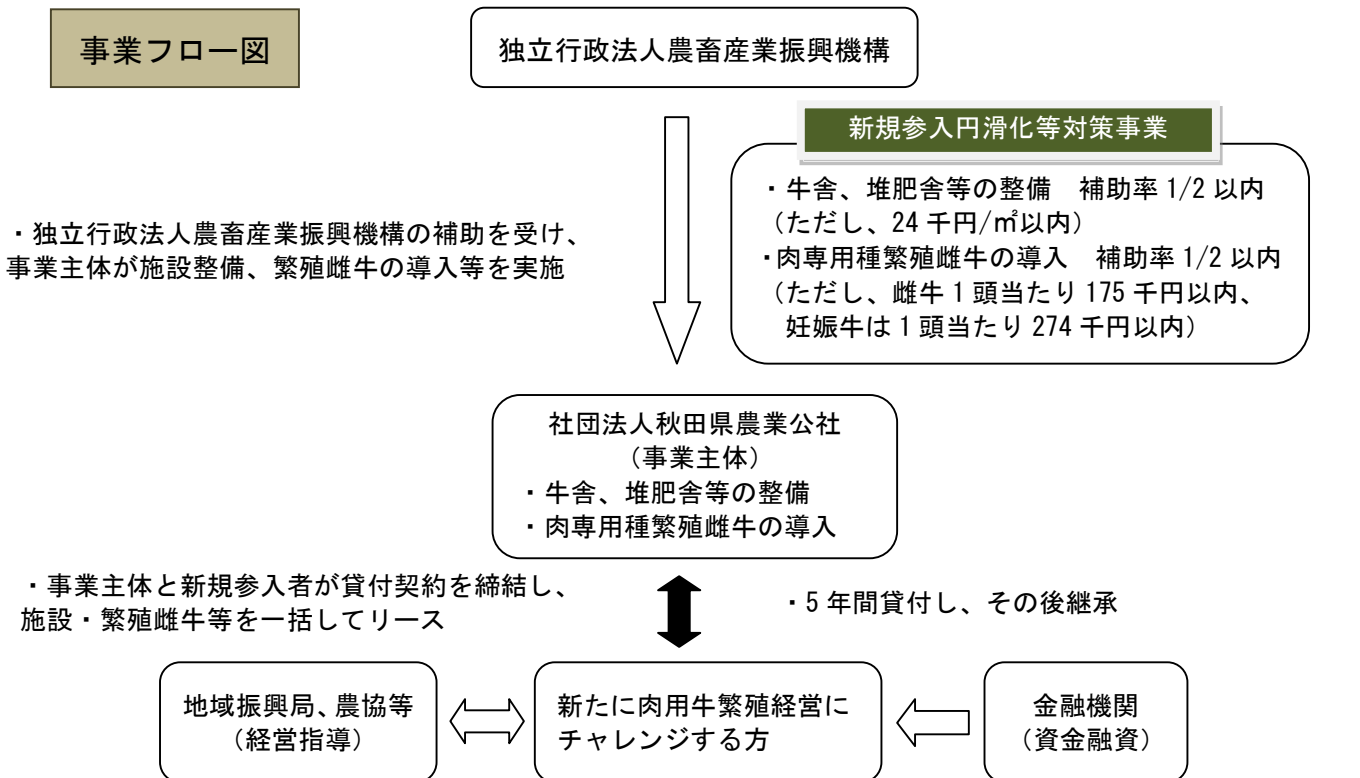 事業フロー図
独立行政法人農畜産業振興機構
新規参入円滑化等対策事業
・牛舎、堆肥舎等の整備　補助率 1/2 以内
（ただし、24 千円/㎡以内）
・肉専用種繁殖雌牛の導入　補助率 1/2 以内
（ただし、雌牛 1 頭当たり 175 千円以内、
妊娠牛は 1 頭当たり 274 千円以内）
・独立行政法人農畜産業振興機構の補助を受け、
事業主体が施設整備、繁殖雌牛の導入等を実施
社団法人秋田県農業公社
（事業主体）
・牛舎、堆肥舎等の整備
・肉専用種繁殖雌牛の導入
・事業主体と新規参入者が貸付契約を締結し、
施設・繁殖雌牛等を一括してリース
・5 年間貸付し、その後継承
地域振興局、農協等
（経営指導）
新たに肉用牛繁殖経営に
チャレンジする方
金融機関
（資金融資）